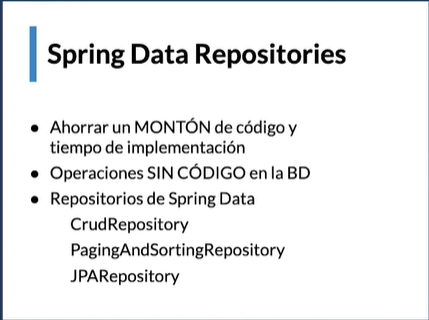 Spring Data Repositories
● Ahorrar un MONTÓN de código y
tiempo de implementación
● Operaciones SIN CÓDIGO en la BD
● Repositorios de Spring Data
CrudRepository
PagingAndSortingRepository
JPARepository